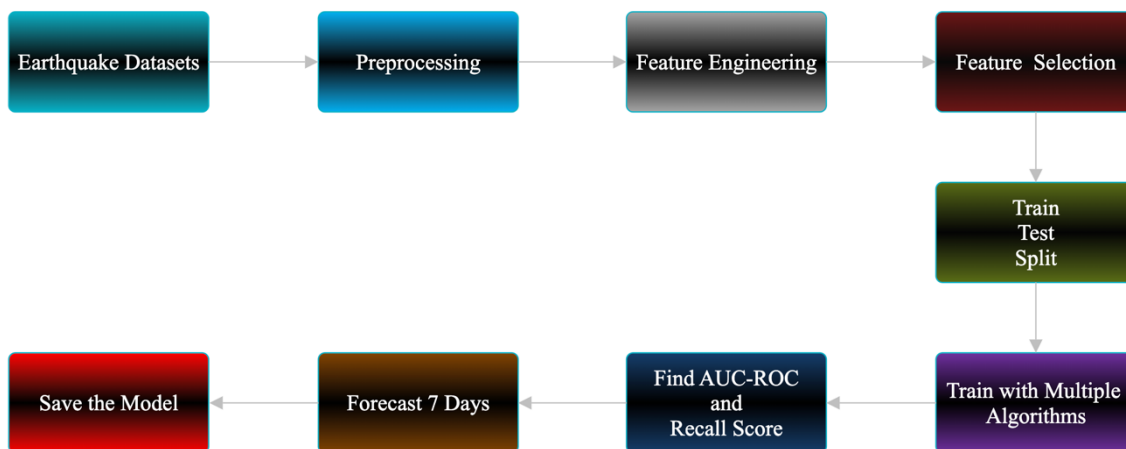 Earthquake Datasets
Preprocessing
Feature Engineering
Feature Selection
Train
Test
Split
Train with Multiple
Algorithms
Find AUC-ROC
and
Recall Score
Forecast 7 Days
Save the Model